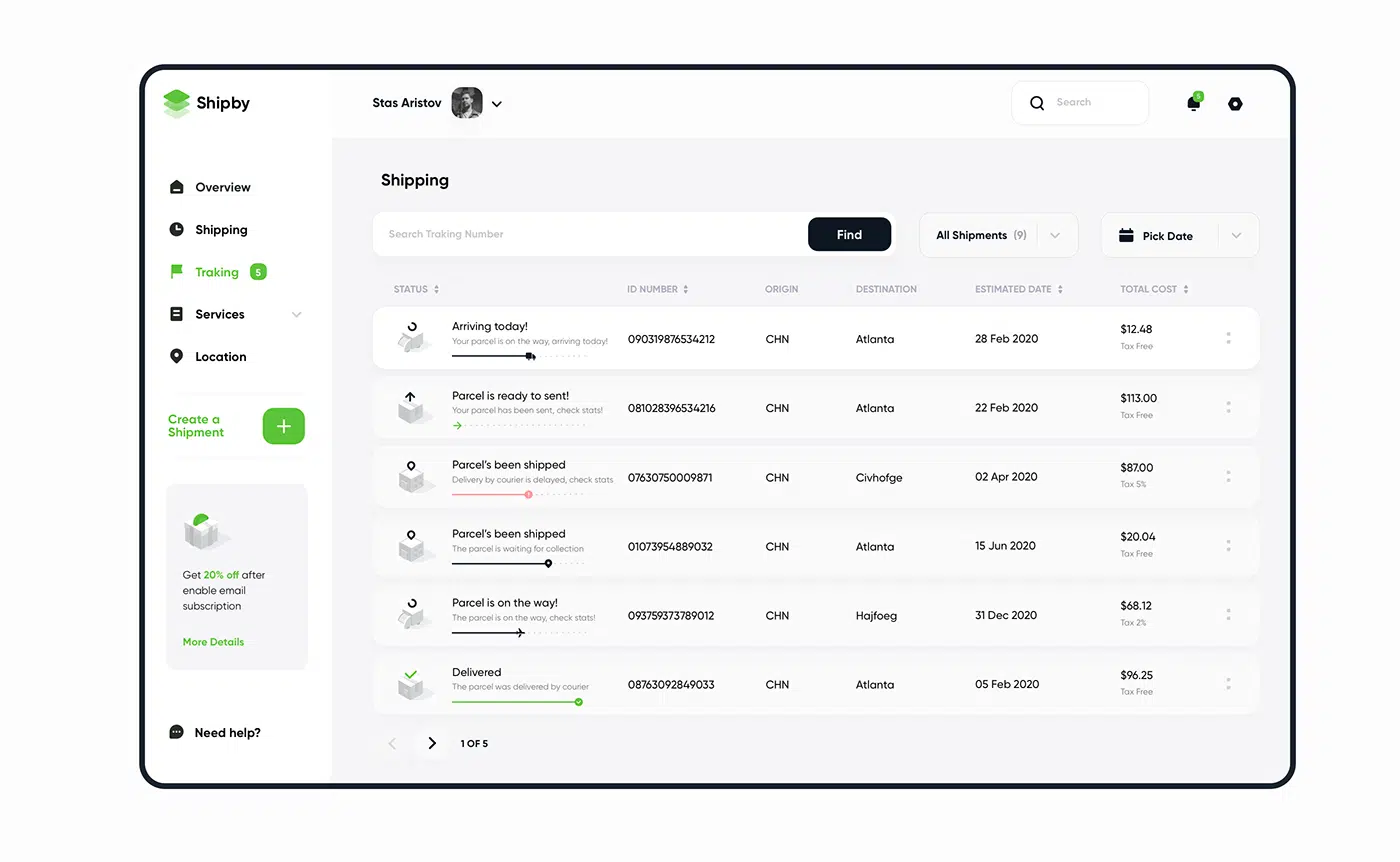 Shipby
Stas Aristov
Search
5
Overview
Shipping
Traking 5
Services
Location
Create a
Shipment
Get 20% off after
enable email
subscription
More Details
Need help?
Shipping
Search Traking Number
Find
All Shipments (9)
Pick Date
STATUS ID NUMBER ORIGIN DESTINATION ESTIMATED DATE TOTAL COST
Arriving today!
Your parcel is on the way, arriving today!
090319876534212 CHN Atlanta 28 Feb 2020
$12.48
Tax Free
Parcel is ready to sent!
Your parcel has been sent, check stats!
081028396534216 CHN Atlanta 22 Feb 2020
$113.00
Tax Free
Parcel’s been shipped
Delivery by courier is delayed, check stats
07630750009871 CHN Civhofge 02 Apr 2020
$87.00
Tax 5%
Parcel’s been shipped
The parcel is waiting for collection
01073954889032 CHN Atlanta 15 Jun 2020
$20.04
Tax Free
Parcel is on the way!
The parcel is on the way, check stats!
093759373789012 CHN Hajfoeg 31 Dec 2020
$68.12
Tax 2%
Delivered
The parcel was delivered by courier
08763092849033 CHN Atlanta 05 Feb 2020
$96.25
Tax Free
1 OF 5